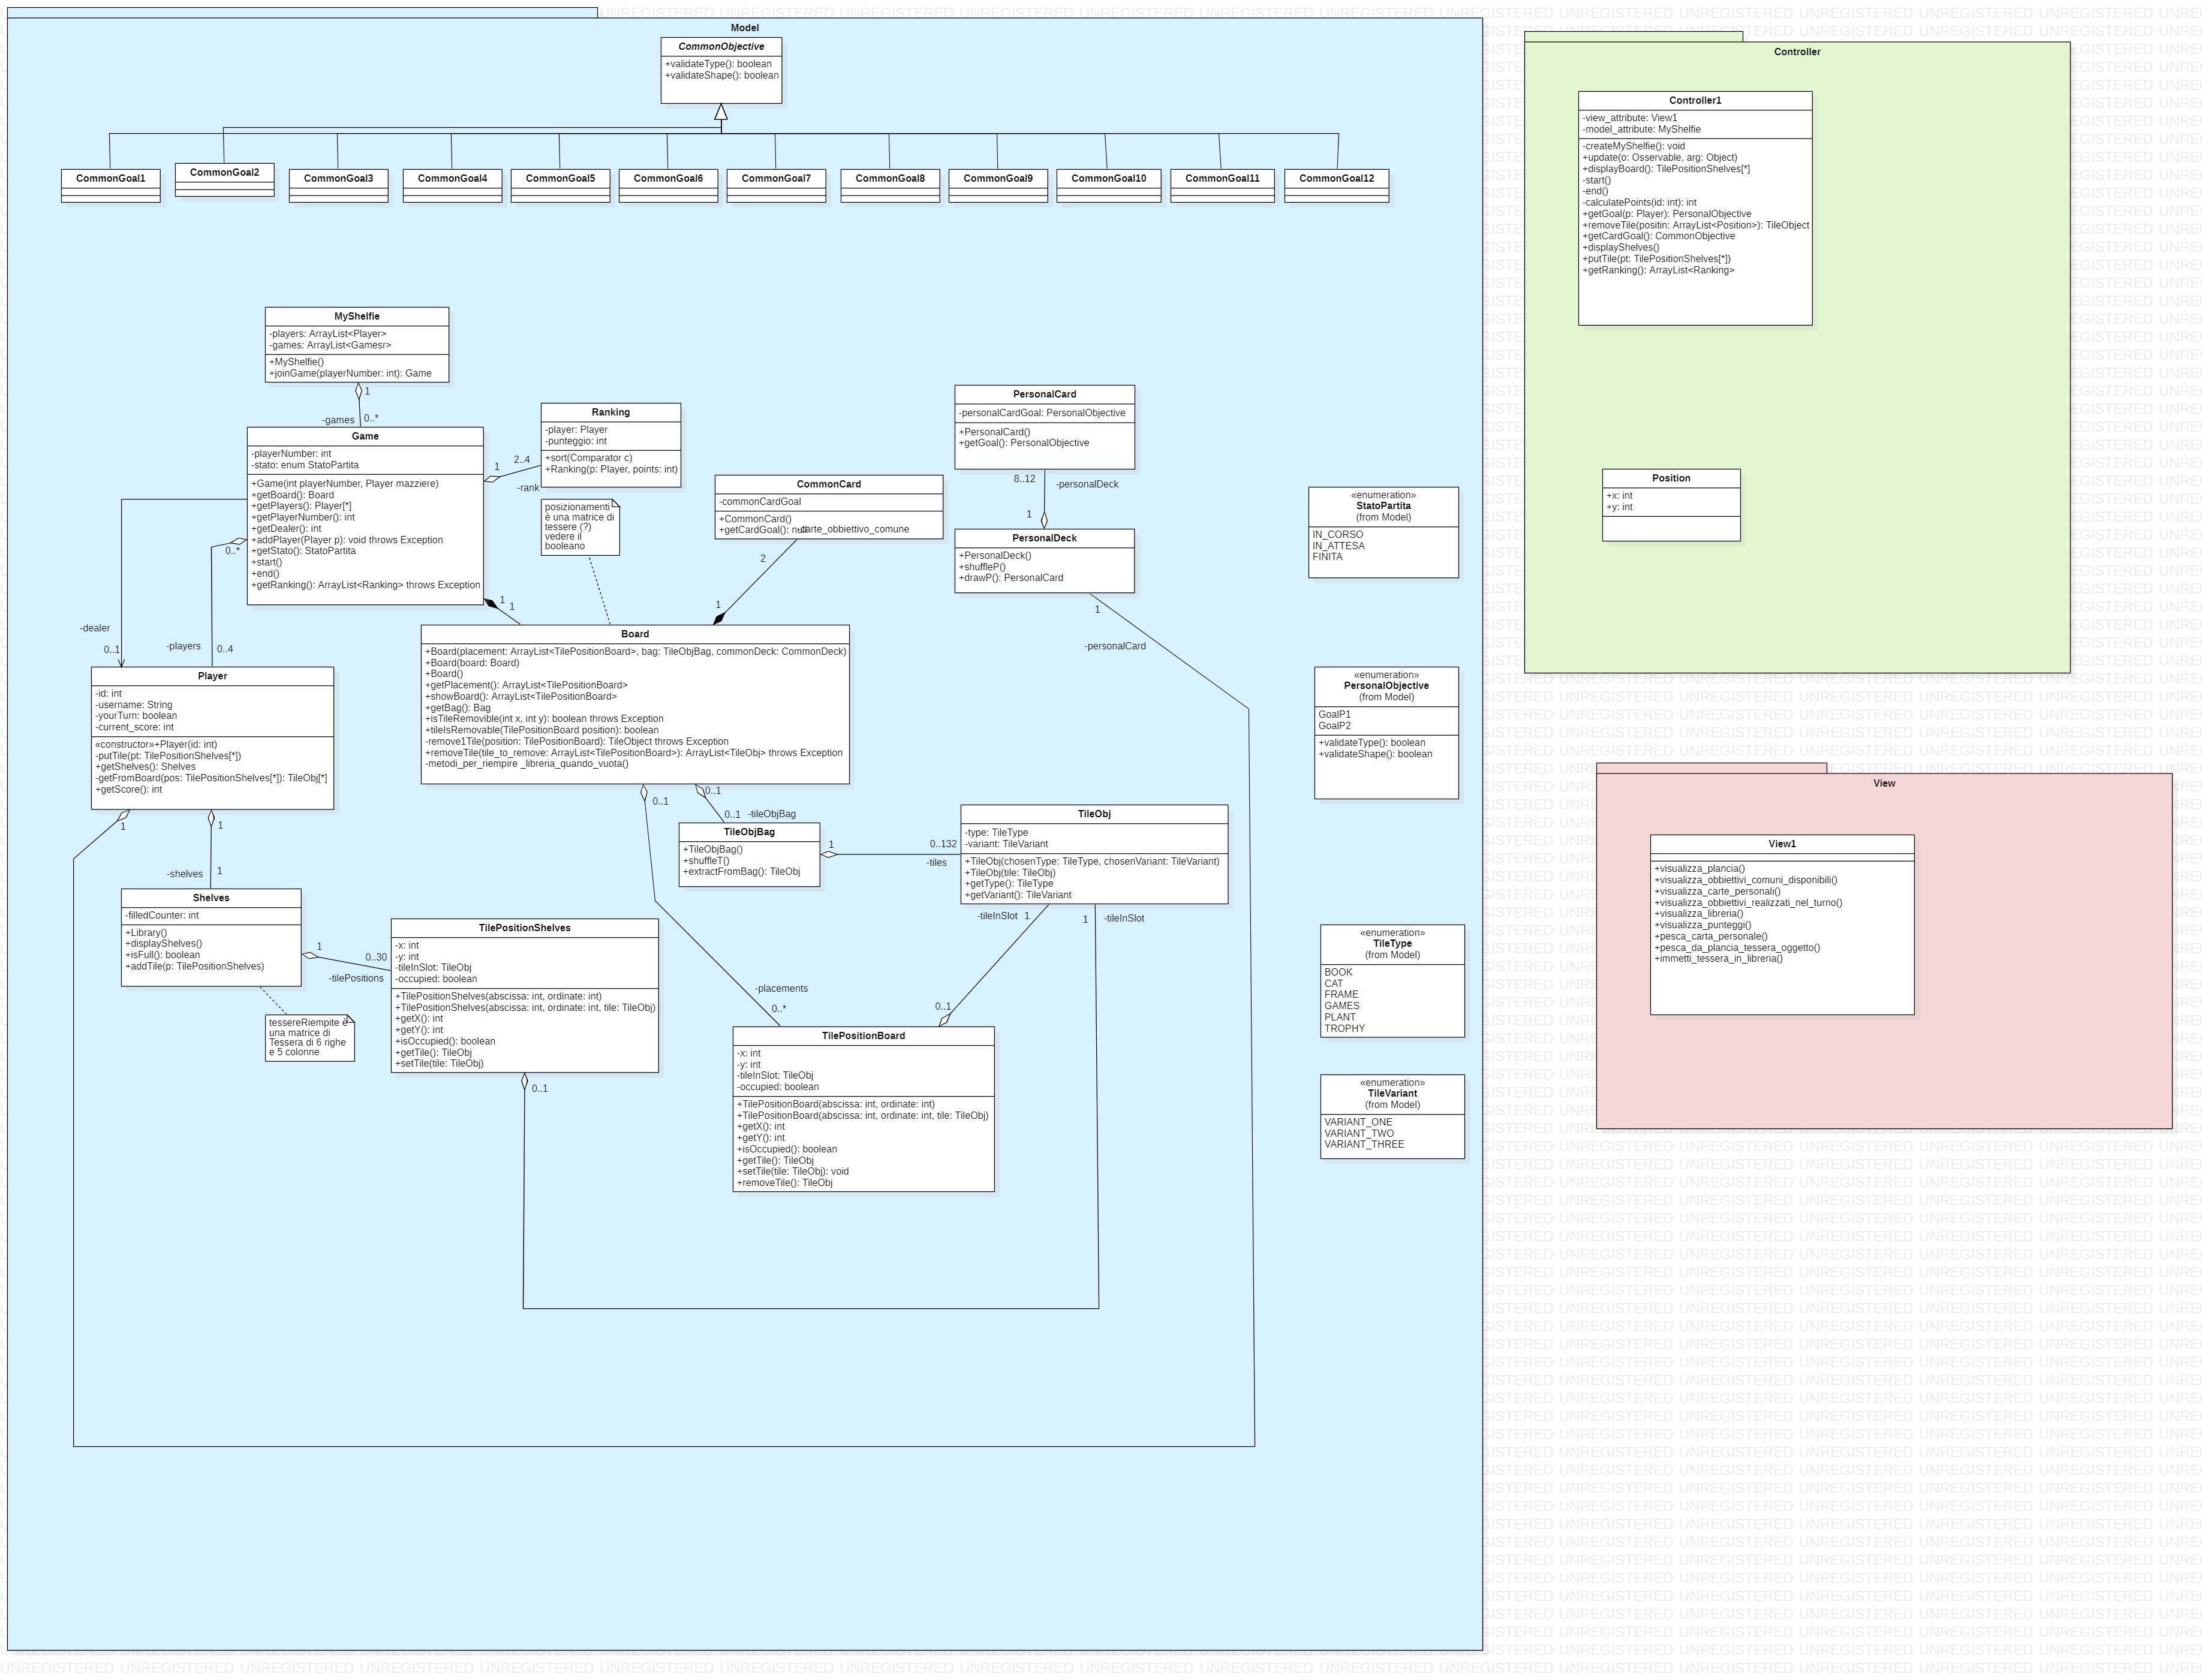 Model
CommonObjective
+validateType(): boolean
+validateShape(): boolean
CommonGoal1
CommonGoal2
CommonGoal3
CommonGoal4
CommonGoal5
CommonGoal6
CommonGoal7
CommonGoal8
CommonGoal9
CommonGoal10
CommonGoal11
CommonGoal12
MyShelfie
-players: ArrayList<Player>
-games: ArrayList<Gamesr>
+MyShelfie()
+joinGame(playerNumber: int): Game
1
-games
0..*
Game
-playerNumber: int
-stato: enum StatoPartita
+Game(int playerNumber, Player mazziere)
+getBoard(): Board
+getPlayers(): Player[*]
+getPlayerNumber(): int
+getDealer(): int
+addPlayer(Player p): void throws Exception
+getStato(): StatoPartita
+start()
+end()
+getRanking(): ArrayList<Ranking> throws Exception
1
2..4
-rank
Ranking
-player: Player
-punteggio: int
+sort(Comparator c)
+Ranking(p: Player, points: int)
posizionamenti
è una matrice di
tessere (?)
vedere il
booleano
CommonCard
-commonCardGoal
+CommonCard()
+getCardGoal(): null
-carte_obbiettivo_comune
2
1
PersonalCard
-personalCardGoal: PersonalObjective
+PersonalCard()
+getGoal(): PersonalObjective
8..12
-personalDeck
1
PersonalDeck
+PersonalDeck()
+shuffleP()
+drawP(): PersonalCard
1
-personalCard
0..*
-dealer
0..1
-players
0..4
1
1
Player
-id: int
-username: String
-yourTurn: boolean
-current_score: int
«constructor»+Player(id: int)
-putTile(pt: TilePositionShelves[*])
+getShelves(): Shelves
-getFromBoard(pos: TilePositionShelves[*]): TileObj[*]
+getScore(): int
1
1
-shelves
1
Board
+Board(placement: ArrayList<TilePositionBoard>, bag: TileObjBag, commonDeck: CommonDeck)
+Board(board: Board)
+Board()
+getPlacement(): ArrayList<TilePositionBoard>
+showBoard(): ArrayList<TilePositionBoard>
+getBag(): Bag
+isTileRemovible(int x, int y): boolean throws Exception
+tileIsRemovable(TilePositionBoard position): boolean
-remove1Tile(position: TilePositionBoard): TileObject throws Exception
+removeTile(tile_to_remove: ArrayList<TilePositionBoard>): ArrayList<TileObj> throws Exception
-metodi_per_riempire _libreria_quando_vuota()
0..1
0..1
0..1
-tileObjBag
TileObjBag
+TileObjBag()
+shuffleT()
+extractFromBag(): TileObj
1
0..132
-tiles
TileObj
-type: TileType
-variant: TileVariant
+TileObj(chosenType: TileType, chosenVariant: TileVariant)
+TileObj(tile: TileObj)
+getType(): TileType
+getVariant(): TileVariant
-tileInSlot
1
1
-tileInSlot
Shelves
-filledCounter: int
+Library()
+displayShelves()
+isFull(): boolean
+addTile(p: TilePositionShelves)
1
0..30
-tilePositions
tessereRiempite è
una matrice di
Tessera di 6 righe
e 5 colonne
TilePositionShelves
-x: int
-y: int
-tileInSlot: TileObj
-occupied: boolean
+TilePositionShelves(abscissa: int, ordinate: int)
+TilePositionShelves(abscissa: int, ordinate: int, tile: TileObj)
+getX(): int
+getY(): int
+isOccupied(): boolean
+getTile(): TileObj
+setTile(tile: TileObj)
0..1
-placements
0..*
0..1
TilePositionBoard
-x: int
-y: int
-tileInSlot: TileObj
-occupied: boolean
+TilePositionBoard(abscissa: int, ordinate: int)
+TilePositionBoard(abscissa: int, ordinate: int, tile: TileObj)
+getX(): int
+getY(): int
+isOccupied(): boolean
+getTile(): TileObj
+setTile(tile: TileObj): void
+removeTile(): TileObj
«enumeration»
StatoPartita
(from Model)
IN_CORSO
IN_ATTESA
FINITA
«enumeration»
PersonalObjective
(from Model)
GoalP1
GoalP2
+validateType(): boolean
+validateShape(): boolean
«enumeration»
TileType
(from Model)
BOOK
CAT
FRAME
GAMES
PLANT
TROPHY
«enumeration»
TileVariant
(from Model)
VARIANT_ONE
VARIANT_TWO
VARIANT_THREE
Controller
Controller1
-view_attribute: View1
-model_attribute: MyShelfie
-createMyShelfie(): void
+update(o: Osservable, arg: Object)
+displayBoard(): TilePositionShelves[*]
-start()
-end()
-calculatePoints(id: int): int
+getGoal(p: Player): PersonalObjective
+removeTile(positin: ArrayList<Position>): TileObject
+getCardGoal(): CommonObjective
+displayShelves()
+putTile(pt: TilePositionShelves[*])
+getRanking(): ArrayList<Ranking>
Position
+x: int
+y: int
View
View1
+visualizza_plancia()
+visualizza_obbiettivi_comuni_disponibili()
+visualizza_carte_personali()
+visualizza_obbiettivi_realizzati_nel_turno()
+visualizza_libreria()
+visualizza_punteggi()
+pesca_carta_personale()
+pesca_da_plancia_tessera_oggetto()
+immetti_tessera_in_libreria()